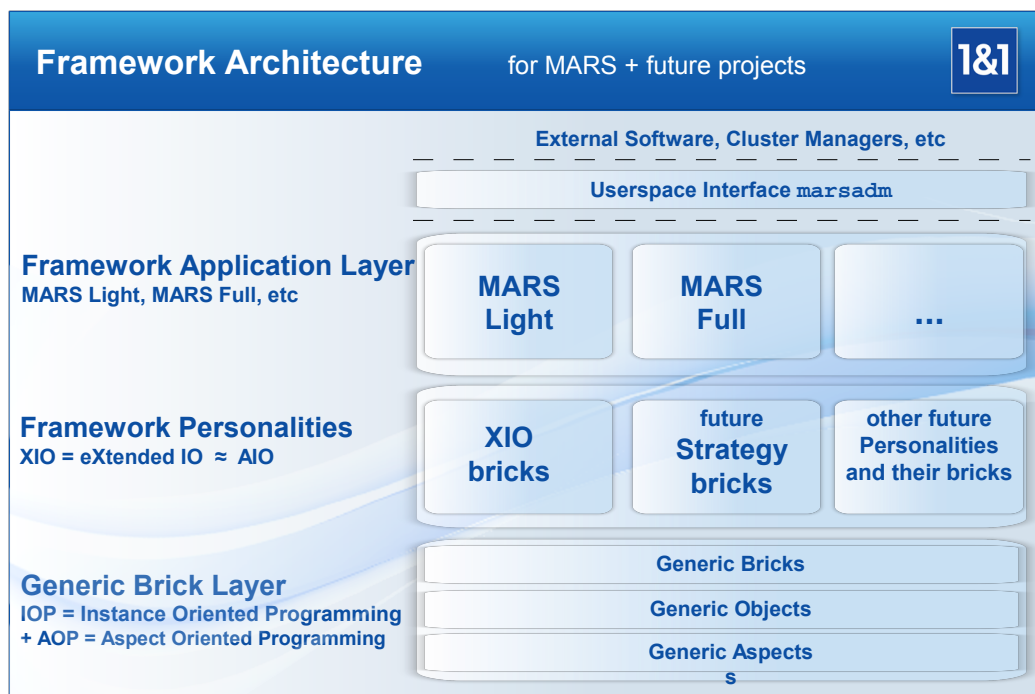 Framework Architecture for MARS + future projects
1&1
External Software, Cluster Managers, etc
Userspace Interface marsadm
Framework Application Layer
MARS Light, MARS Full, etc
MARS
Light
MARS
Full
...
Framework Personalities
XIO = eXtended IO ≈ AIO
XIO
bricks
future
Strategy
bricks
other future
Personalities
and their bricks
Generic Brick Layer
IOP = Instance Oriented Programming
+ AOP = Aspect Oriented Programming
Generic Bricks
Generic Objects
Generic Aspects
s